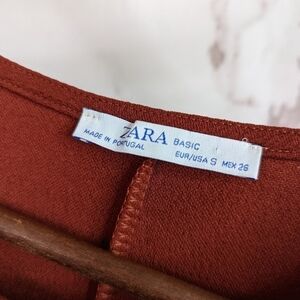 ZARA BASIC
MADE IN PORTUGAL
EUR/USA S MEX 26